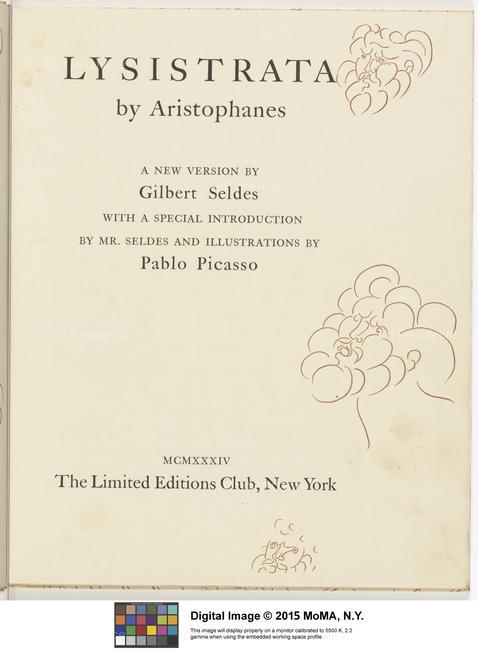 LYSISTRATA
by Aristophanes
A NEW VERSION BY
Gilbert Seldes
WITH A SPECIAL INTRODUCTION
BY MR. SELDES AND ILLUSTRATIONS BY
Pablo Picasso
MCMXXXIV
The Limited Editions Club, New York
Digital Image © 2015 MoMA, N.Y.
This image will display properly on a monitor calibrated to 5500 K, 2.2
gamma when using the embedded working space profile